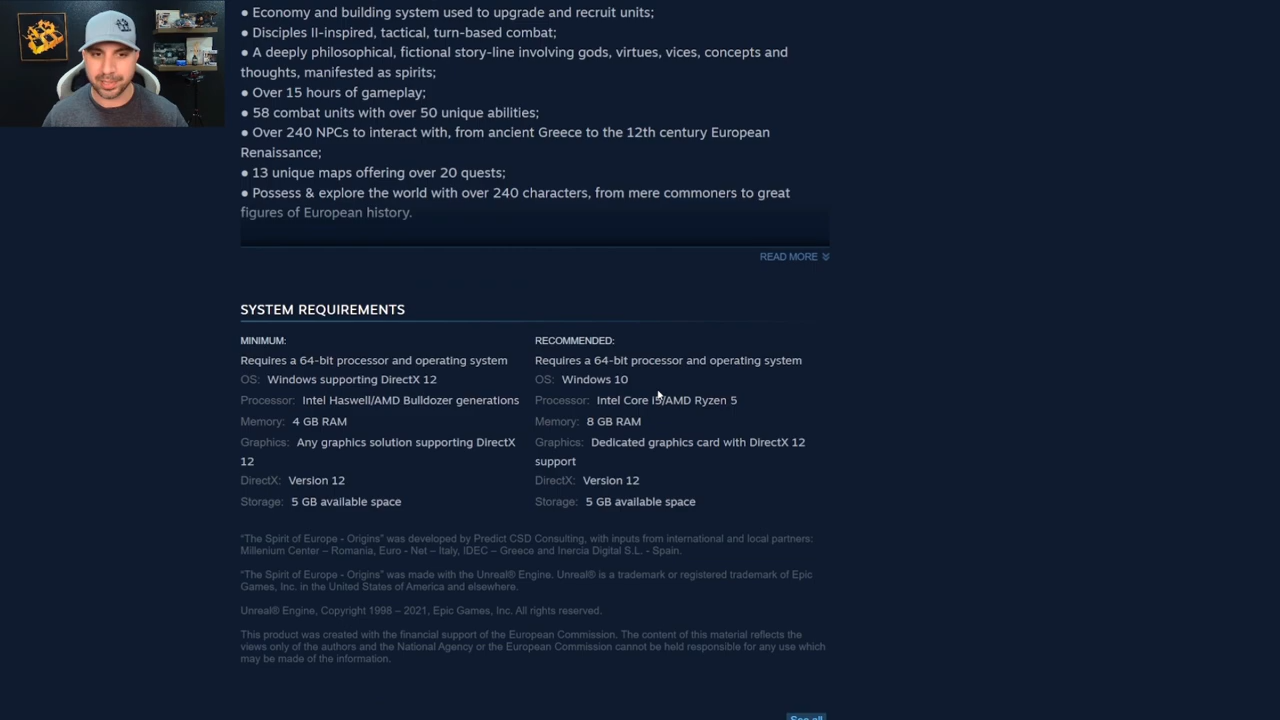 ● Economy and building system used to upgrade and recruit units;
● Disciples II-inspired, tactical, turn-based combat;
● A deeply philosophical, fictional story-line involving gods, virtues, vices, concepts and
thoughts, manifested as spirits;
● Over 15 hours of gameplay;
● 58 combat units with over 50 unique abilities;
● Over 240 NPCs to interact with, from ancient Greece to the 12th century European
Renaissance;
● 13 unique maps offering over 20 quests;
● Possess & explore the world with over 240 characters, from mere commoners to great
figures of European history.
READ MORE
SYSTEM REQUIREMENTS
MINIMUM:
Requires a 64-bit processor and operating system
OS: Windows supporting DirectX 12
Processor: Intel Haswell/AMD Bulldozer generations
Memory: 4 GB RAM
Graphics: Any graphics solution supporting DirectX
12
DirectX: Version 12
Storage: 5 GB available space
RECOMMENDED:
Requires a 64-bit processor and operating system
OS: Windows 10
Processor: Intel Core i5/AMD Ryzen 5
Memory: 8 GB RAM
Graphics: Dedicated graphics card with DirectX 12
support
DirectX: Version 12
Storage: 5 GB available space
“The Spirit of Europe - Origins” was developed by Predict CSD Consulting, with inputs from international and local partners:
Millenium Center – Romania, Euro - Net – Italy, IDEC – Greece and Inercia Digital S.L. - Spain.
“The Spirit of Europe - Origins” was made with the Unreal® Engine. Unreal® is a trademark or registered trademark of Epic
Games, Inc. in the United States of America and elsewhere.
Unreal® Engine, Copyright 1998 – 2021, Epic Games, Inc. All rights reserved.
This product was created with the financial support of the European Commission. The content of this material reflects the
views only of the authors and the National Agency or the European Commission cannot be held responsible for any use which
may be made of the information.
See all